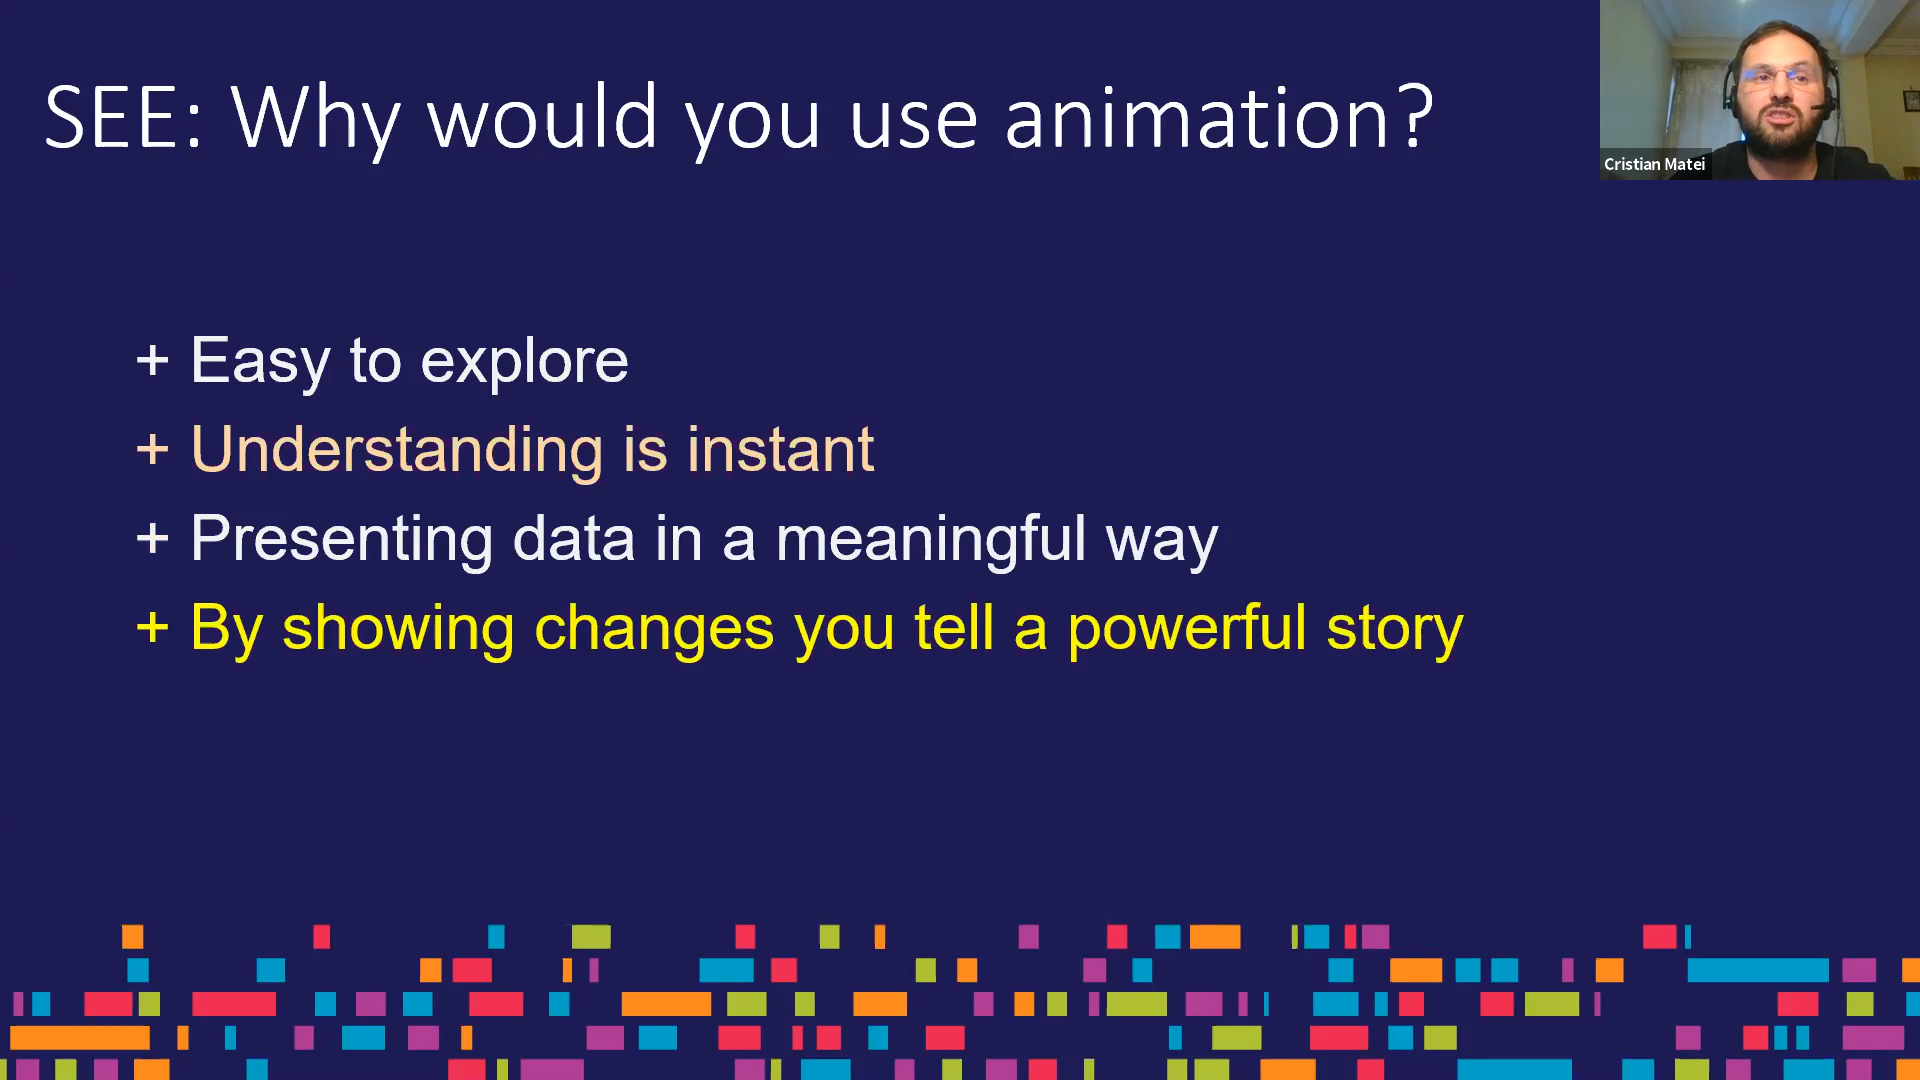 SEE: Why would you use animation?
Cristian Matei
+ Easy to explore
+ Understanding is instant
+ Presenting data in a meaningful way
+ By showing changes you tell a powerful story